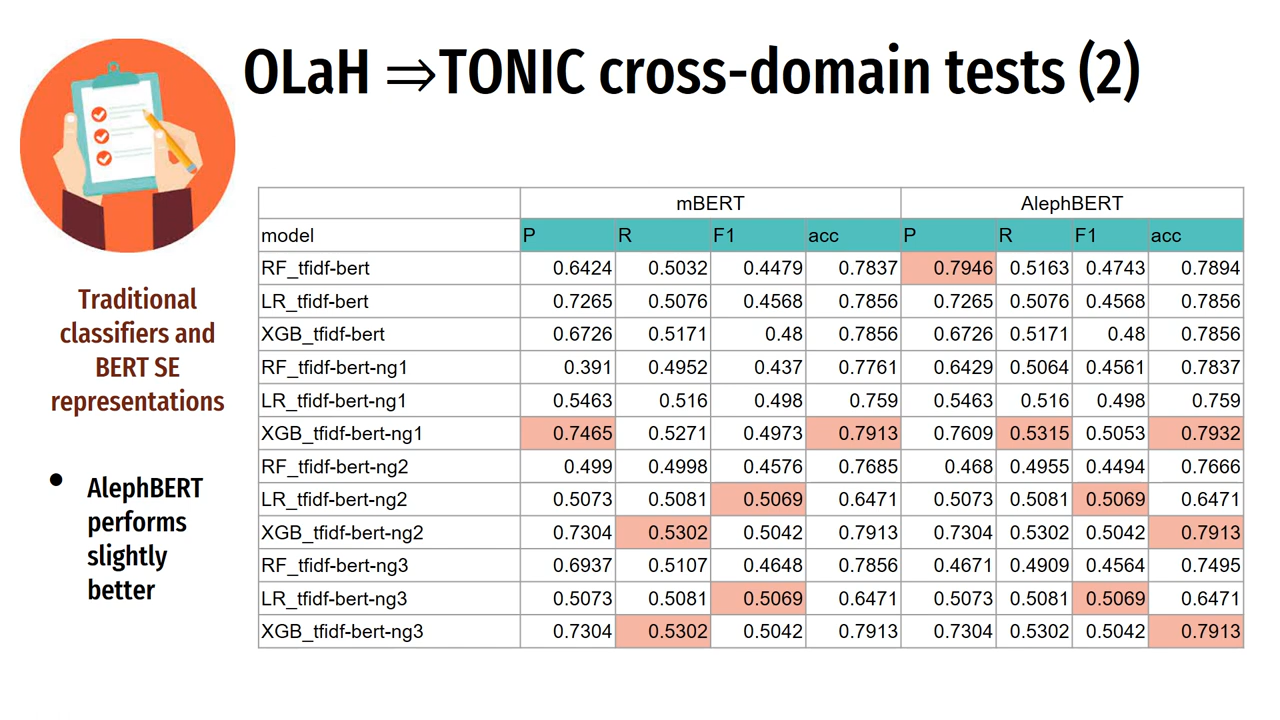 OLaH ⇒TONIC cross-domain tests (2)
Traditional
classifiers and
BERT SE
representations
• AlephBERT
performs
slightly
better
mBERT AlephBERT
model P R F1 acc P R F1 acc
RF_tfidf-bert 0.6424 0.5032 0.4479 0.7837 0.7946 0.5163 0.4743 0.7894
LR_tfidf-bert 0.7265 0.5076 0.4568 0.7856 0.7265 0.5076 0.4568 0.7856
XGB_tfidf-bert 0.6726 0.5171 0.48 0.7856 0.6726 0.5171 0.48 0.7856
RF_tfidf-bert-ng1 0.391 0.4952 0.437 0.7761 0.6429 0.5064 0.4561 0.7837
LR_tfidf-bert-ng1 0.5463 0.516 0.498 0.759 0.5463 0.516 0.498 0.759
XGB_tfidf-bert-ng1 0.7465 0.5271 0.4973 0.7913 0.7609 0.5315 0.5053 0.7932
RF_tfidf-bert-ng2 0.499 0.4998 0.4576 0.7685 0.468 0.4955 0.4494 0.7666
LR_tfidf-bert-ng2 0.5073 0.5081 0.5069 0.6471 0.5073 0.5081 0.5069 0.6471
XGB_tfidf-bert-ng2 0.7304 0.5302 0.5042 0.7913 0.7304 0.5302 0.5042 0.7913
RF_tfidf-bert-ng3 0.6937 0.5107 0.4648 0.7856 0.4671 0.4909 0.4564 0.7495
LR_tfidf-bert-ng3 0.5073 0.5081 0.5069 0.6471 0.5073 0.5081 0.5069 0.6471
XGB_tfidf-bert-ng3 0.7304 0.5302 0.5042 0.7913 0.7304 0.5302 0.5042 0.7913